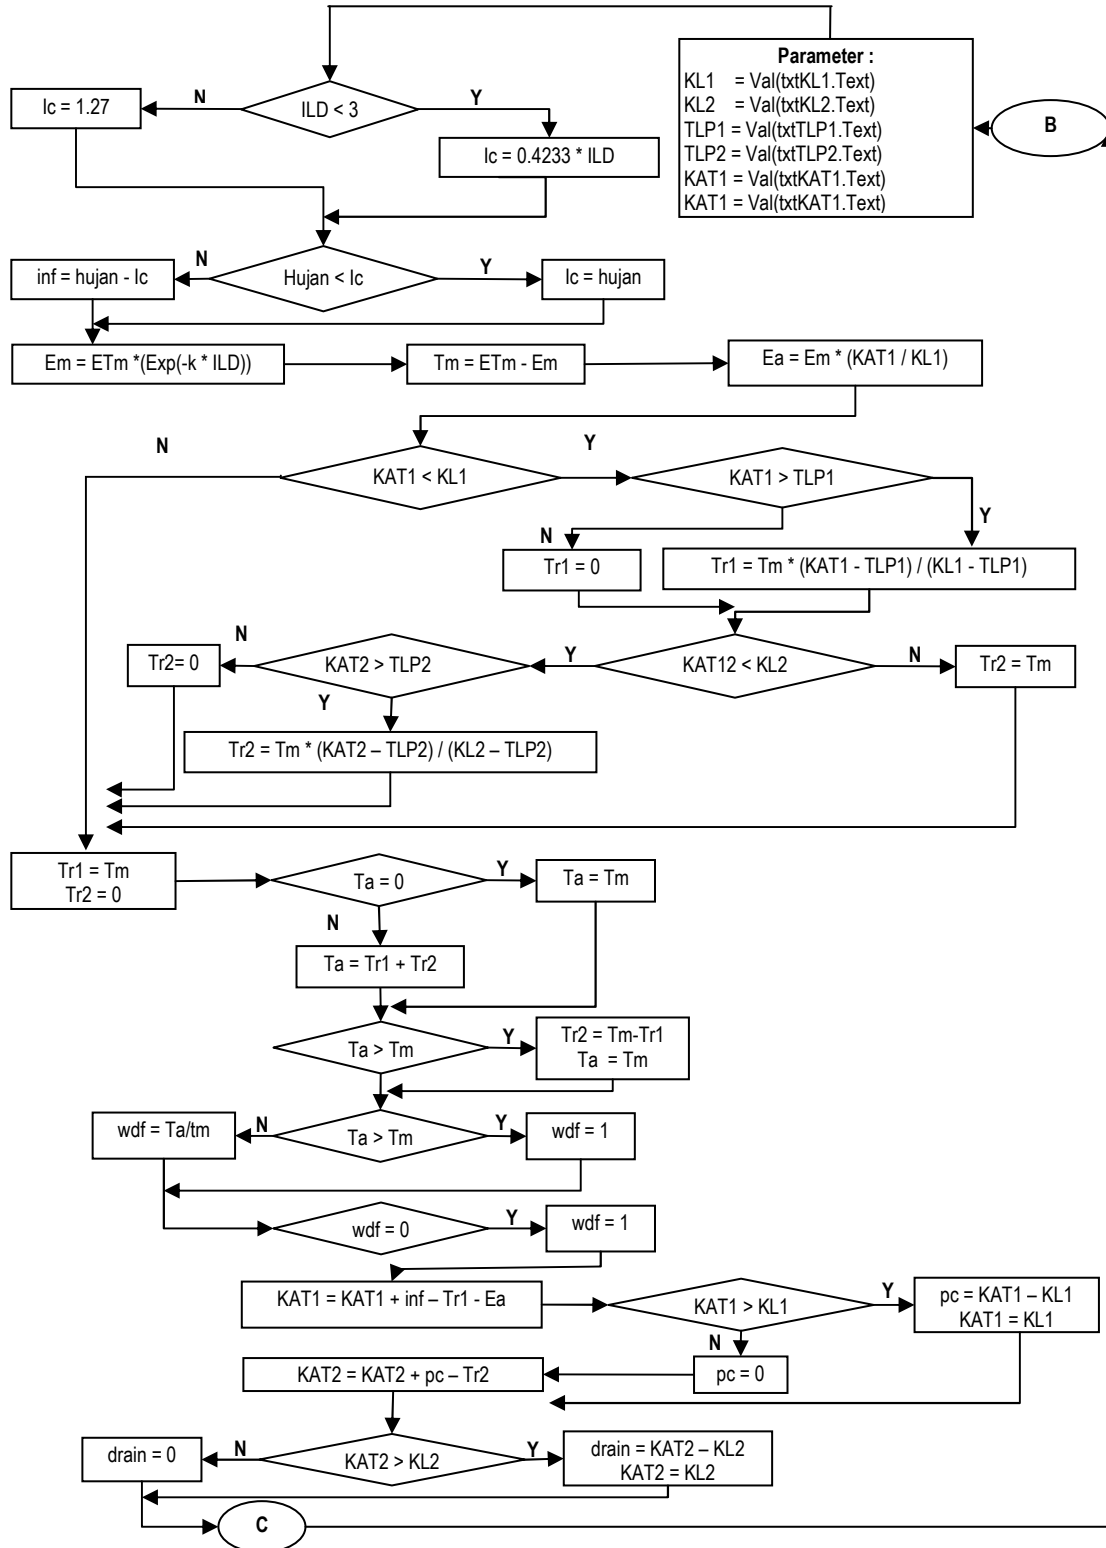 Parameter :
KL1 = Val(txtKL1.Text)
KL2 = Val(txtKL2.Text)
TLP1 = Val(txtTLP1.Text)
TLP2 = Val(txtTLP2.Text)
KAT1 = Val(txtKAT1.Text)
KAT1 = Val(txtKAT1.Text)
B
ILD < 3
N
Y
Ic = 1.27
Ic = 0.4233 * ILD
Hujan < Ic
N
Y
inf = hujan - Ic
Ic = hujan
Em = ETm *(Exp(-k * ILD))
Tm = ETm - Em
Ea = Em * (KAT1 / KL1)
N
Y
KAT1 < KL1
KAT1 > TLP1
N
Y
Tr1 = 0
Tr1 = Tm * (KAT1 - TLP1) / (KL1 - TLP1)
KAT12 < KL2
Y
N
Tr2 = Tm
KAT2 > TLP2
N
Tr2= 0
Y
Tr2 = Tm * (KAT2 – TLP2) / (KL2 – TLP2)
Tr1 = Tm
Tr2 = 0
Ta = 0
Y
Ta = Tm
N
Ta = Tr1 + Tr2
Ta > Tm
Y
Tr2 = Tm-Tr1
Ta = Tm
Ta > Tm
N
Y
wdf = Ta/tm
wdf = 1
wdf = 0
Y
wdf = 1
KAT1 = KAT1 + inf – Tr1 - Ea
KAT1 > KL1
Y
pc = KAT1 – KL1
KAT1 = KL1
N
pc = 0
KAT2 = KAT2 + pc – Tr2
KAT2 > KL2
N
Y
drain = 0
drain = KAT2 – KL2
KAT2 = KL2
C